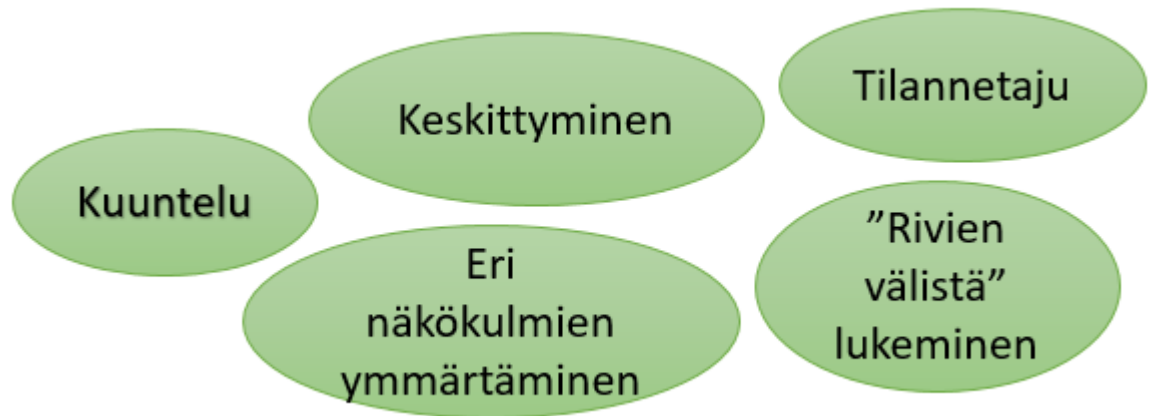 Kuuntelu
Keskittyminen
Tilannetaju
Eri
näkökulmien
ymmärtäminen
”Rivien
välistä”
lukeminen